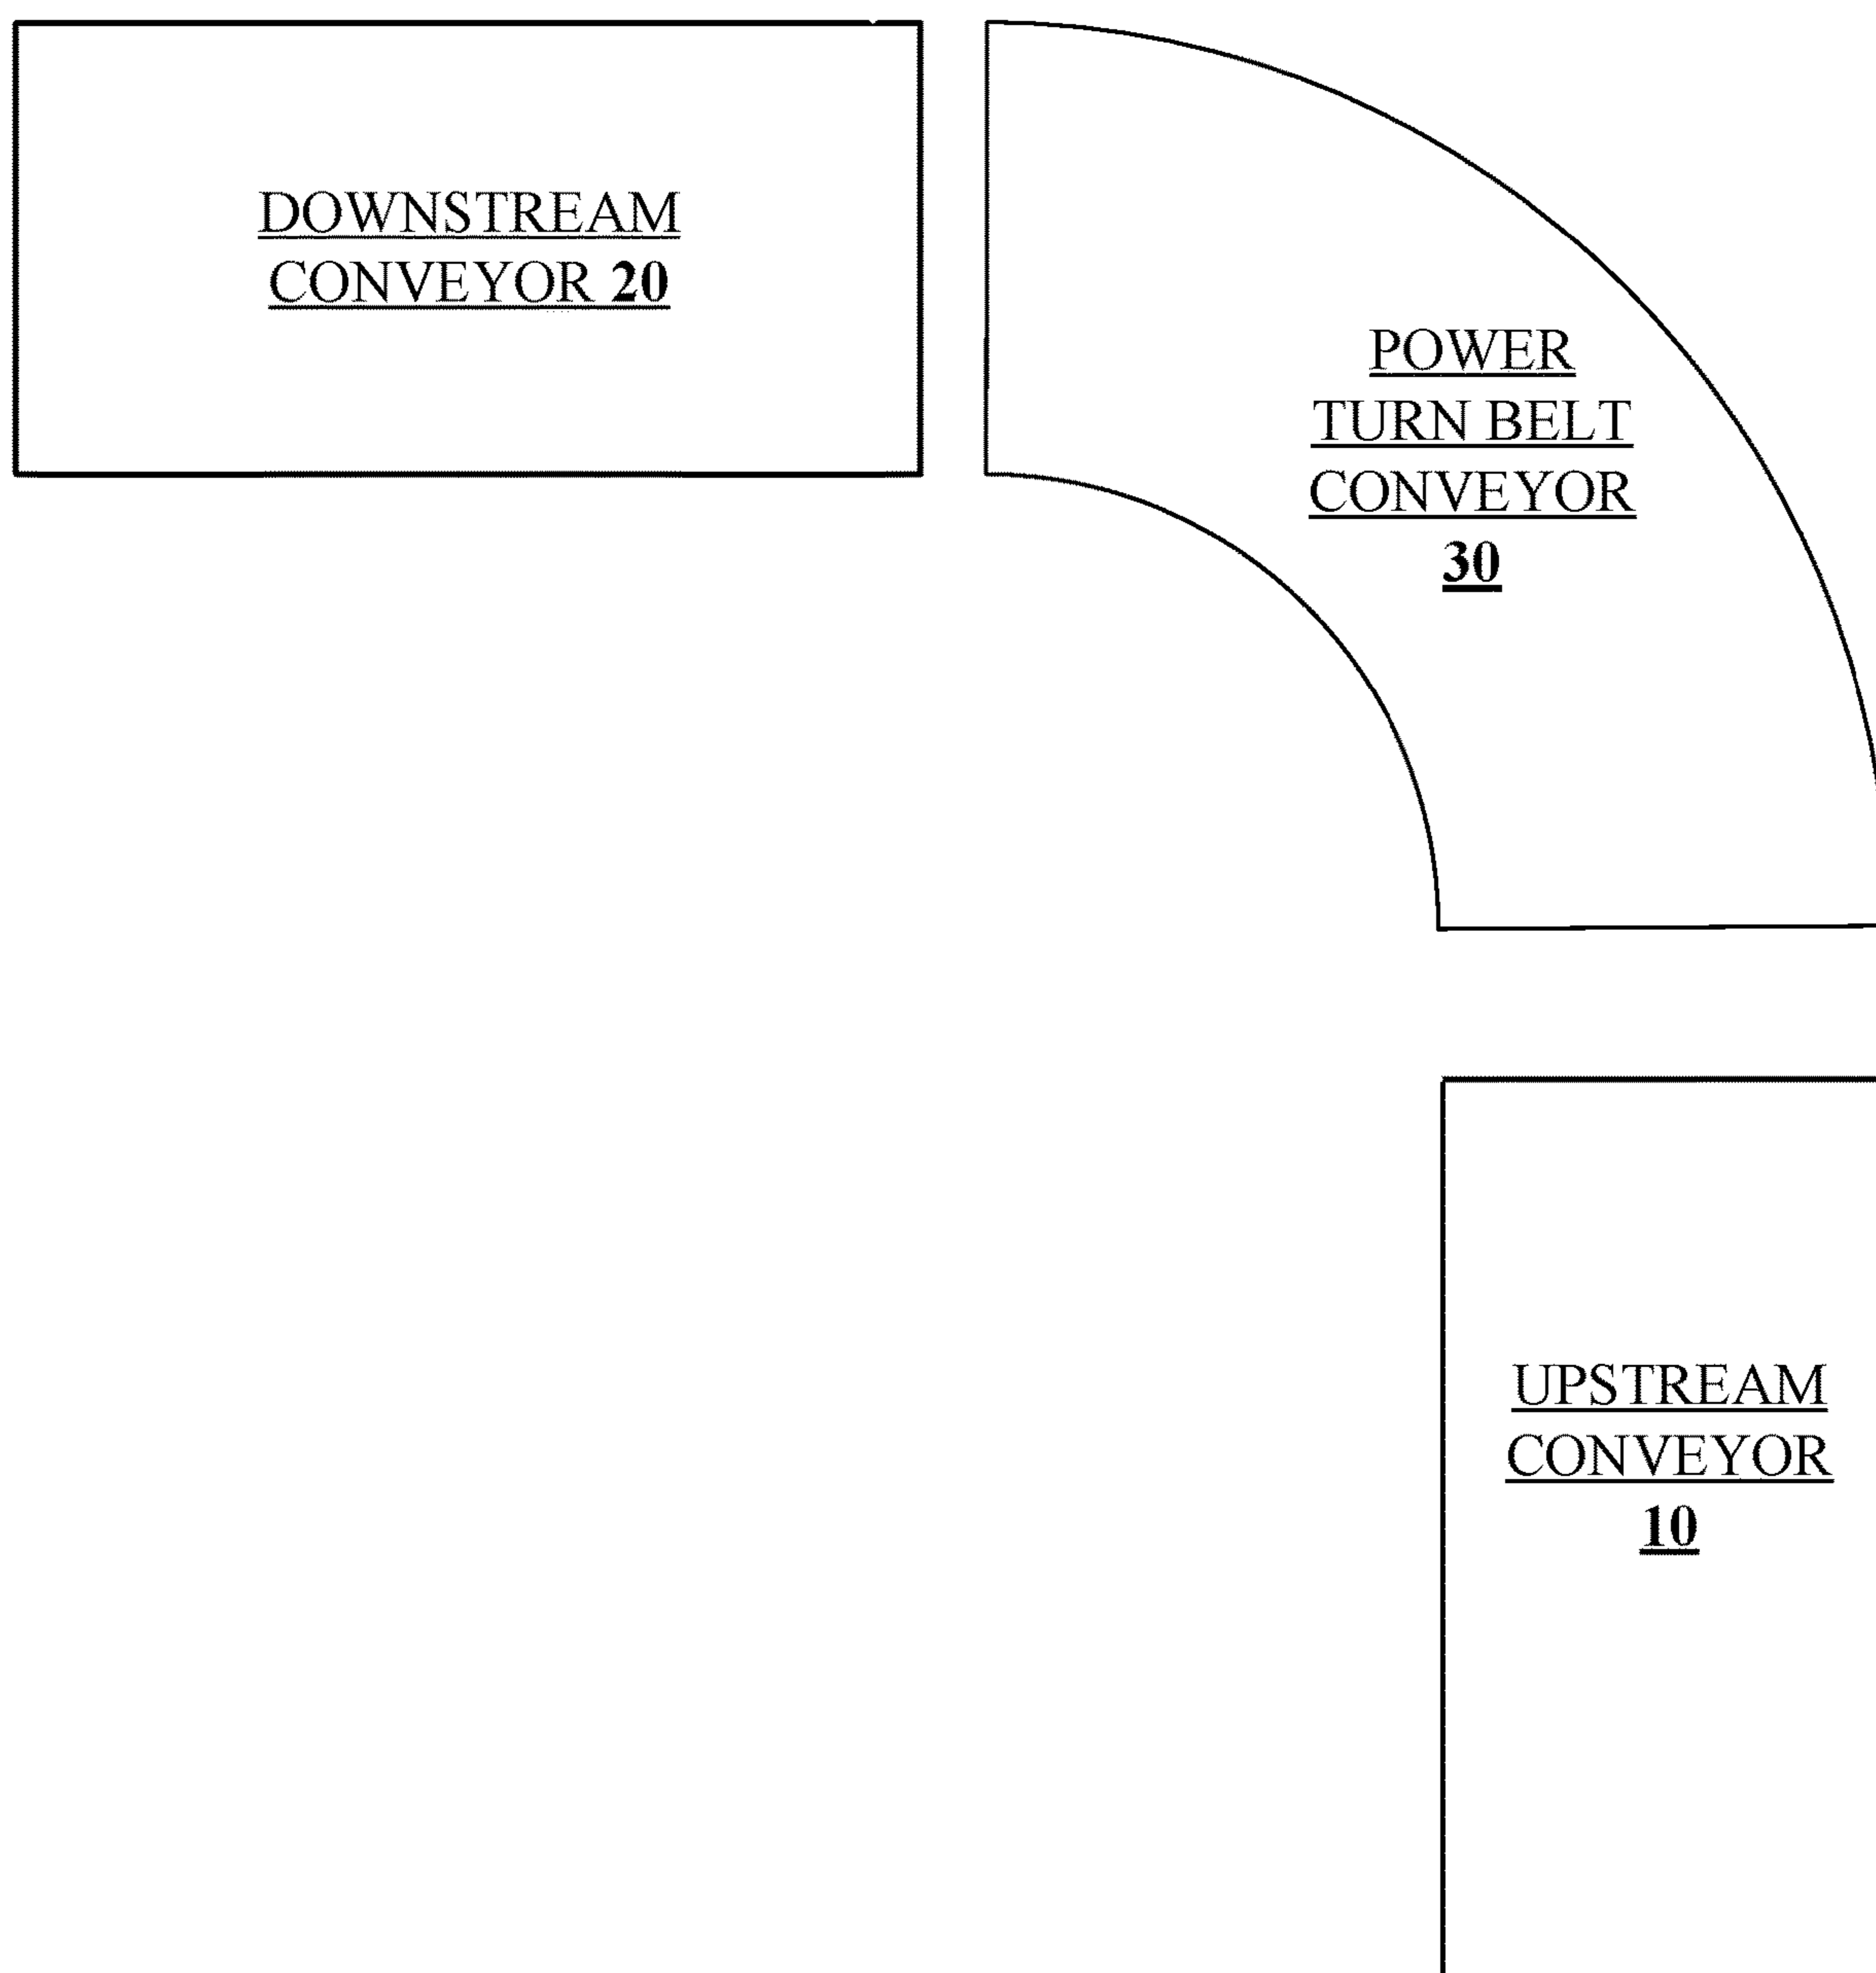 DOWNSTREAM
CONVEYOR 20
POWER
TURN BELT
CONVEYOR
30
UPSTREAM
CONVEYOR
10